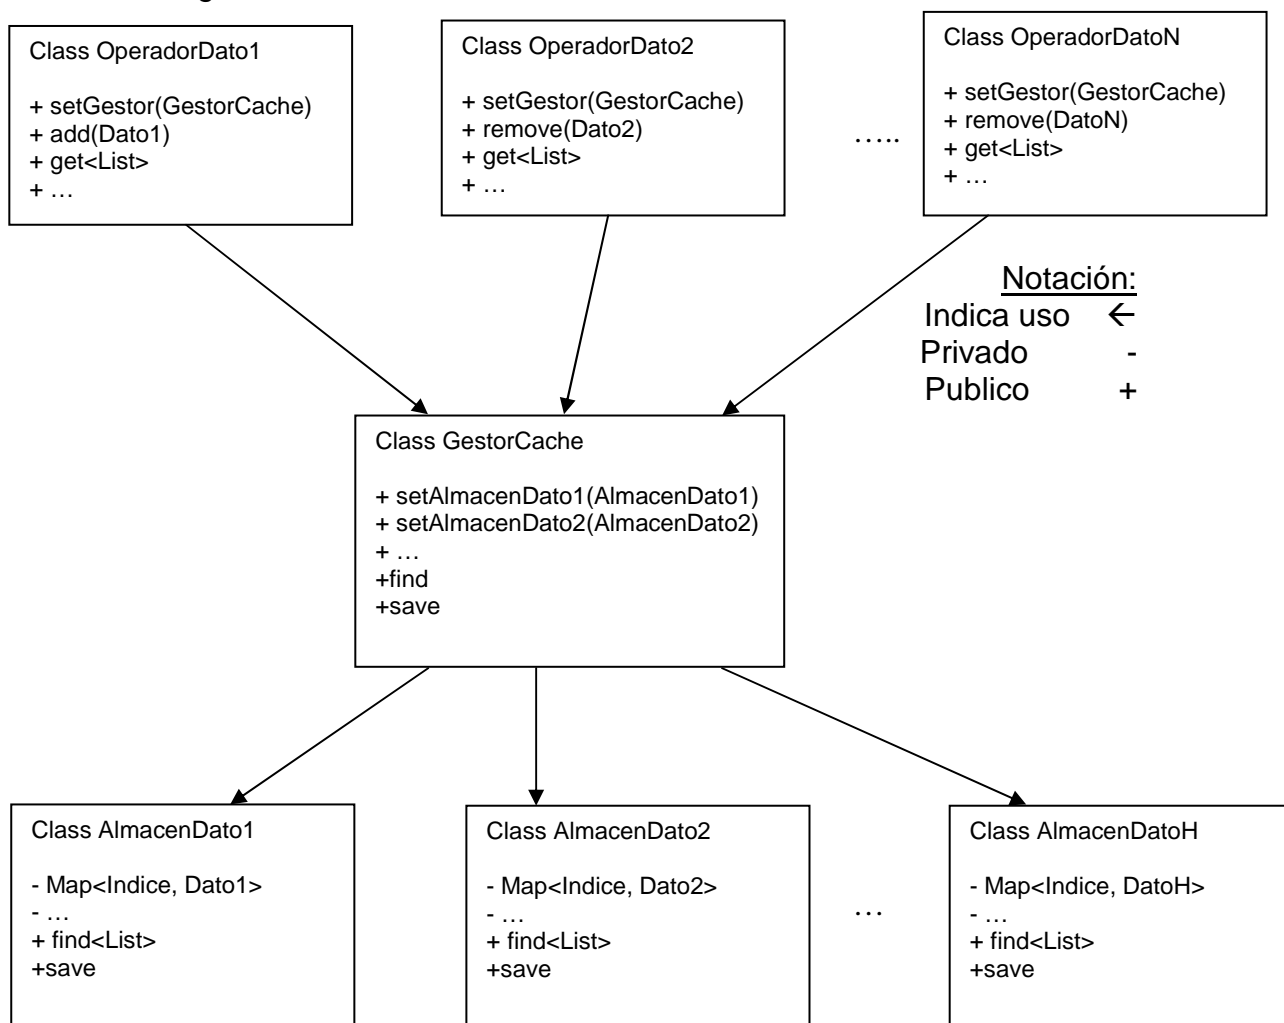 Class OperadorDato1
+ setGestor(GestorCache)
+ add(Dato1)
+ get<List>
+ …
Class OperadorDato2
+ setGestor(GestorCache)
+ remove(Dato2)
+ get<List>
+ …
…..
Class OperadorDatoN
+ setGestor(GestorCache)
+ remove(DatoN)
+ get<List>
+ …
Notación:
Indica uso ←
Privado -
Publico +
Class GestorCache
+ setAlmacenDato1(AlmacenDato1)
+ setAlmacenDato2(AlmacenDato2)
+ …
+find
+save
Class AlmacenDato1
- Map<Indice, Dato1>
- …
+ find<List>
+save
Class AlmacenDato2
- Map<Indice, Dato2>
- …
+ find<List>
+save
…
Class AlmacenDatoH
- Map<Indice, DatoH>
- …
+ find<List>
+save